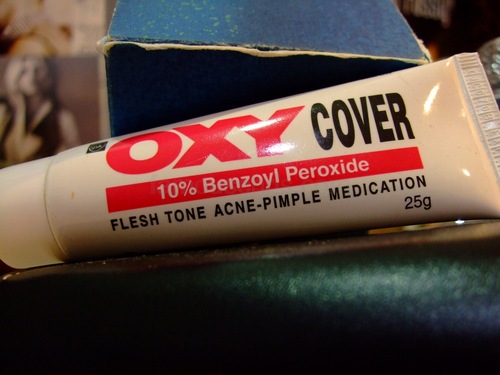 OXY COVER
10% Benzoyl Peroxide
FLESH TONE ACNE-PIMPLE MEDICATION
25g